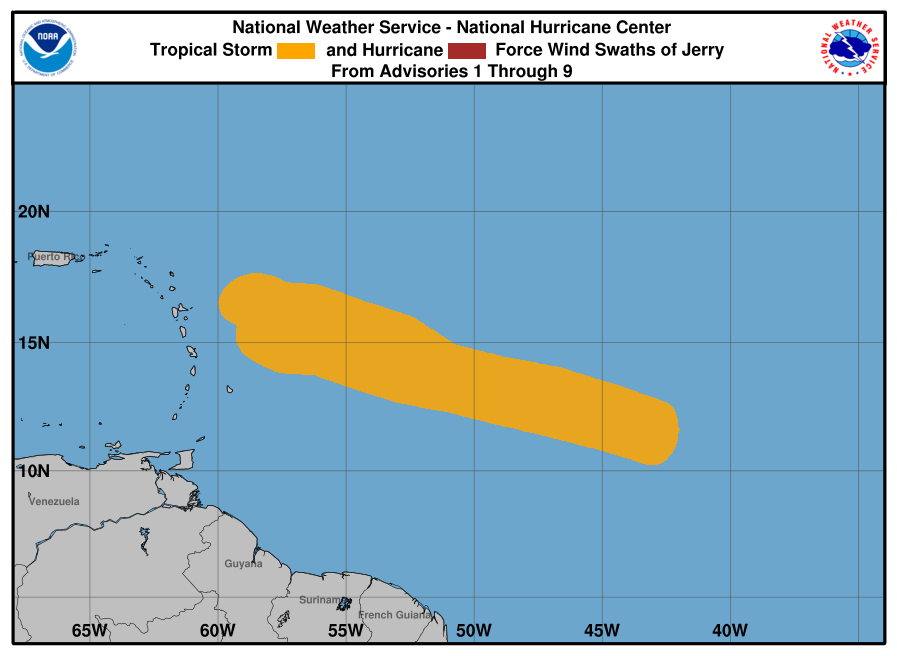 National Weather Service - National Hurricane Center
Tropical Storm and Hurricane Force Wind Swaths of Jerry
From Advisories 1 Through 9
NOAA
NATIONAL WEATHER SERVICE
20N
Puerto Rico
15N
10N
Venezuela
Guyana
Suriname
French Guiana
65W 60W 55W 50W 45W 40W